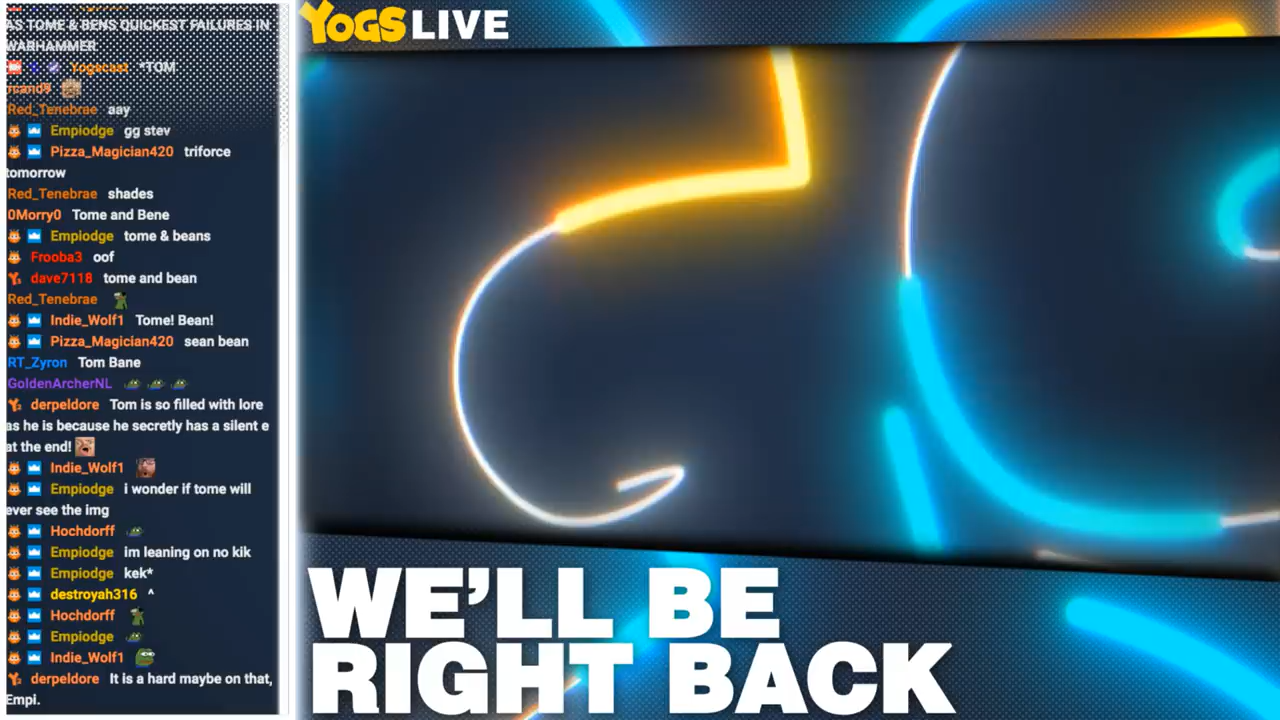 AS TOME & BENS QUICKEST FAILURES IN
WARHAMMER
Yogscast *TOM
rcand9
Red_Tenebrae aay
Empiodge gg stev
Pizza_Magician420 triforce
tomorrow
Red_Tenebrae shades
0Morry0 Tome and Bene
Empiodge tome & beans
Frooba3 oof
dave7118 tome and bean
Red_Tenebrae
Indie_Wolf1 Tome! Bean!
Pizza_Magician420 sean bean
RT_Zyron Tom Bane
GoldenArcherNL
derpeldore Tom is so filled with lore
as he is because he secretly has a silent e
at the end!
Indie_Wolf1
Empiodge i wonder if tome will
ever see the img
Hochdorff
Empiodge im leaning on no kik
Empiodge kek*
destroyah316 ^
Hochdorff
Empiodge
Indie_Wolf1
derpeldore It is a hard maybe on that,
Empi.
YOGS LIVE
WE'LL BE
RIGHT BACK